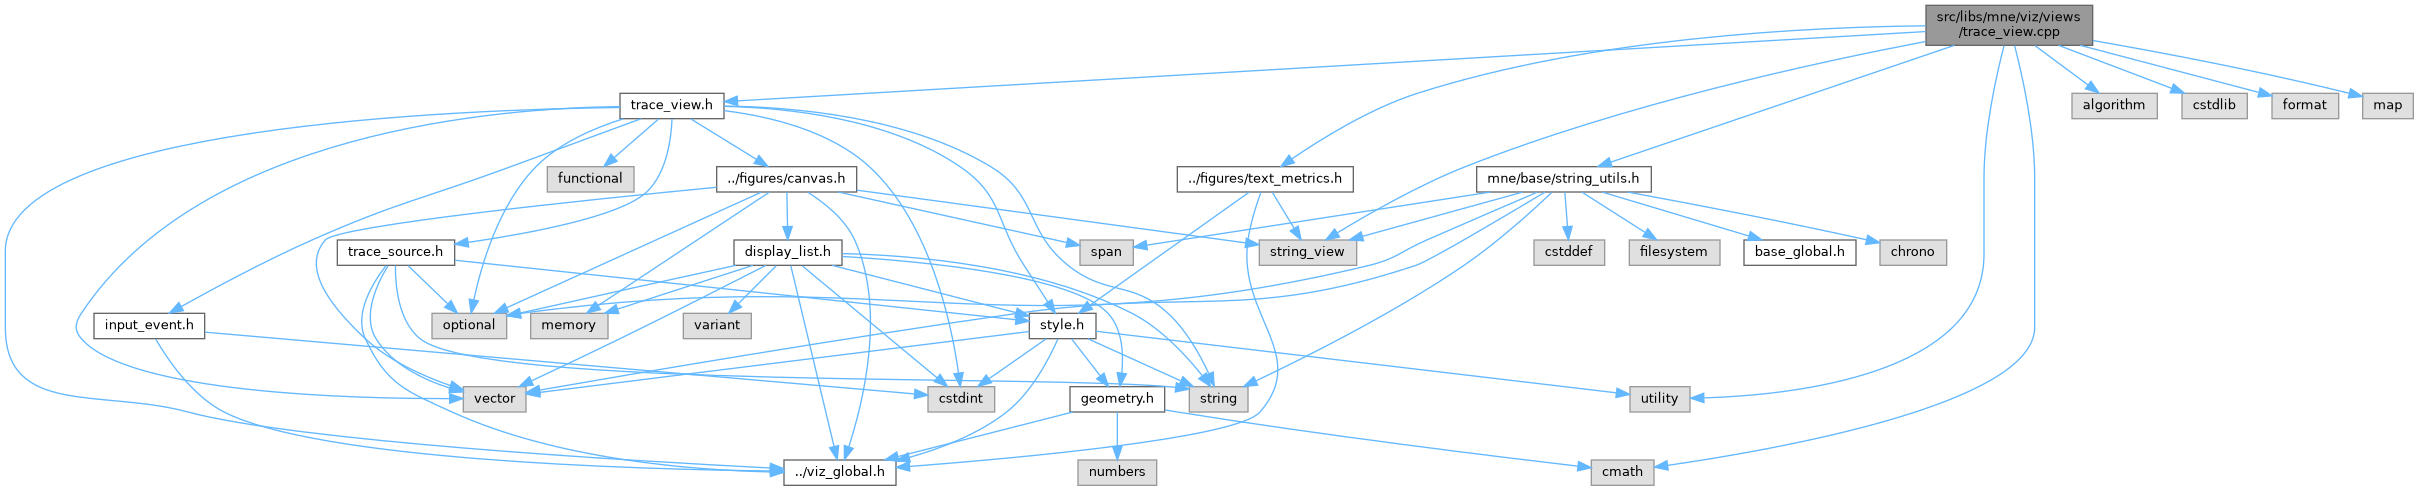 src/libs/mne/viz/views
/trace_view.cpp
trace_view.h
algorithm
cstdlib
format
map
functional
../figures/canvas.h
../figures/text_metrics.h
mne/base/string_utils.h
trace_source.h
display_list.h
span
string_view
cstddef
filesystem
base_global.h
chrono
input_event.h
optional
memory
variant
style.h
vector
cstdint
geometry.h
string
utility
../viz_global.h
numbers
cmath